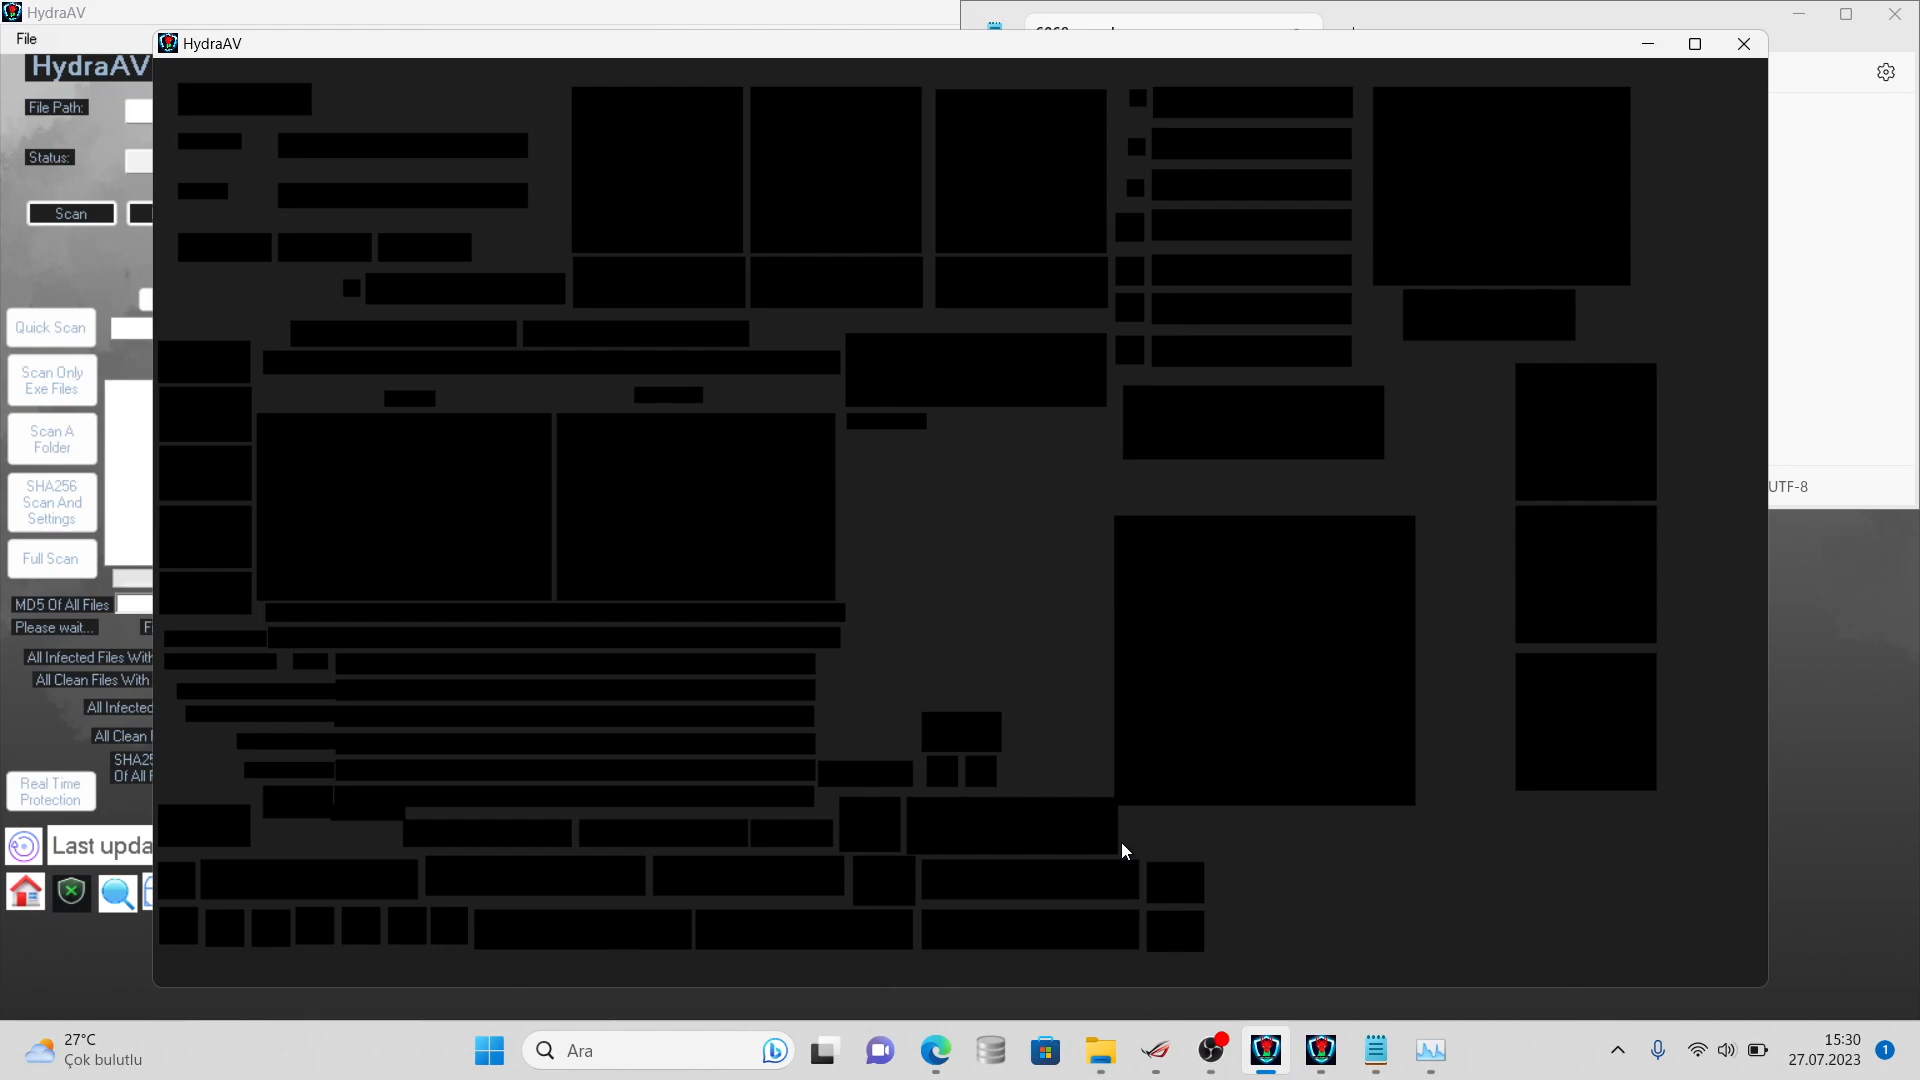 HydraAV
File
HydraAV
HydraAV
File Path:
Status:
Scan
Quick Scan
Scan Only
Exe Files
Scan A
Folder
SHA256
Scan And
Settings
Full Scan
MD5 Of All Files
Please wait...
F
All Infected Files With
All Clean Files With
All Infected
All Clean
SHA25
Of All F
Real Time
Protection
Last upda
UTF-8
27°C
Çok bulutlu
Ara
15:30
27.07.2023
1